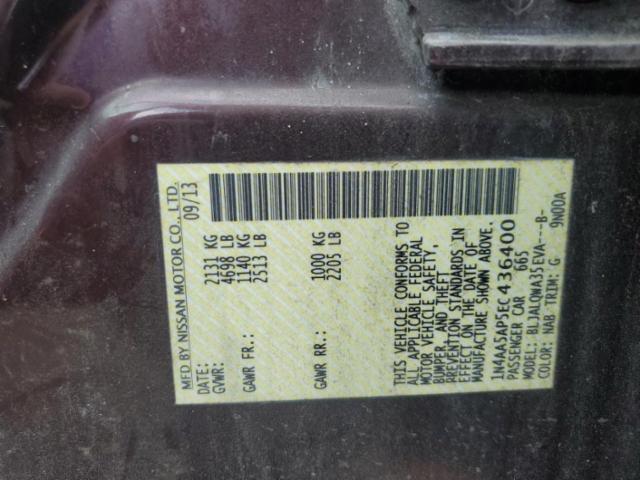 MFD BY NISSAN MOTOR CO., LTD.
DATE: 09/13
GVWR: 2131 KG
4698 LB
GAWR FR: 1140 KG
2513 LB
GAWR RR: 1000 KG
2205 LB
THIS VEHICLE CONFORMS TO
ALL APPLICABLE FEDERAL
MOTOR VEHICLE SAFETY,
BUMPER, AND THEFT
PREVENTION STANDARDS IN
EFFECT ON THE DATE OF
MANUFACTURE SHOWN ABOVE.
1N4AA5AP5EC436400
PASSENGER CAR 665
MODEL: BLJALQWA35EVA---B-
COLOR: NAB TRIM: G 9N00A